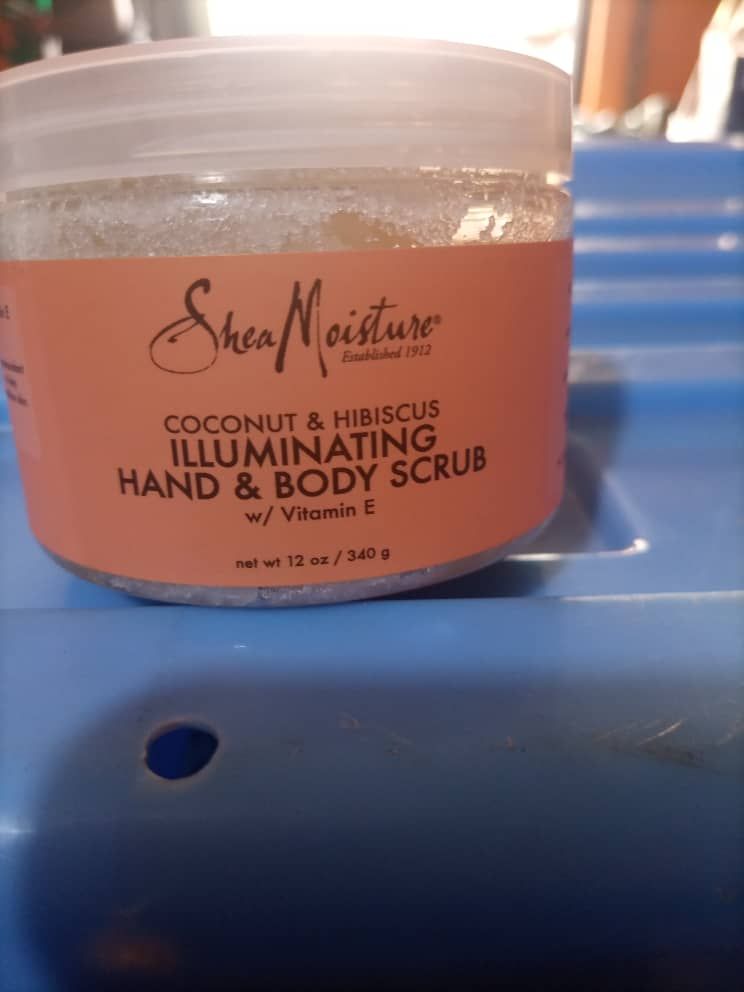 SheaMoisture®
Established 1912
COCONUT & HIBISCUS
ILLUMINATING
HAND & BODY SCRUB
w/ Vitamin E
net wt 12 oz / 340 g